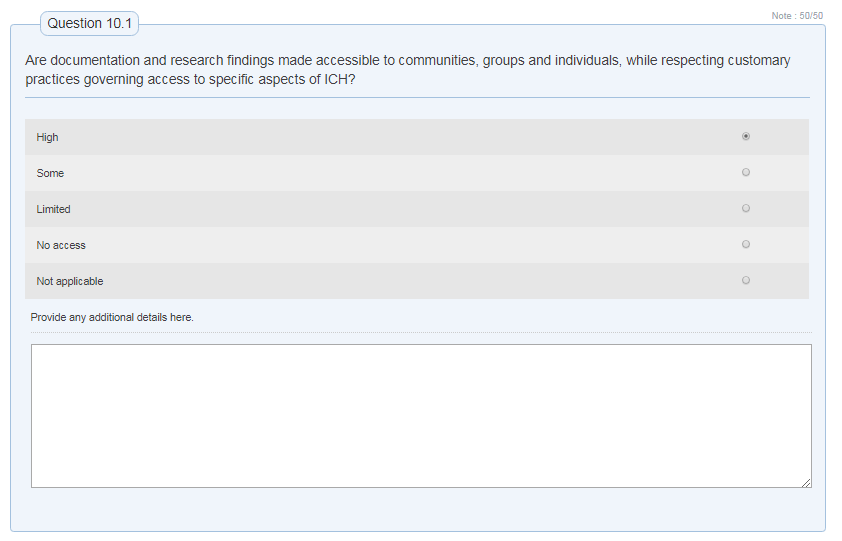 Note : 50/50
Question 10.1
Are documentation and research findings made accessible to communities, groups and individuals, while respecting customary
practices governing access to specific aspects of ICH?
High
Some
Limited
No access
Not applicable
Provide any additional details here.